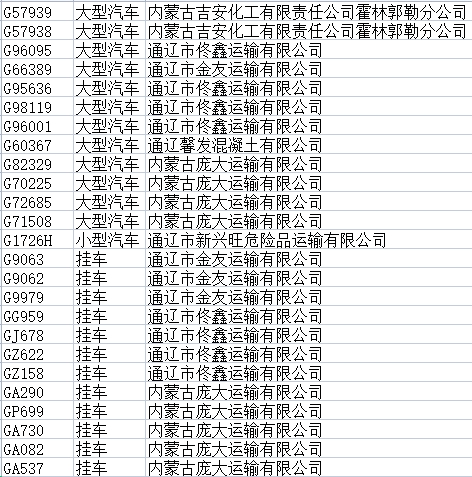 G57939 大型汽车 内蒙古吉安化工有限责任公司霍林郭勒分公司
G57938 大型汽车 内蒙古吉安化工有限责任公司霍林郭勒分公司
G96095 大型汽车 通辽市佟鑫运输有限公司
G66389 大型汽车 通辽市金友运输有限公司
G95636 大型汽车 通辽市佟鑫运输有限公司
G98119 大型汽车 通辽市佟鑫运输有限公司
G96001 大型汽车 通辽市佟鑫运输有限公司
G60367 大型汽车 通辽馨发混凝土有限公司
G82329 大型汽车 内蒙古庞大运输有限公司
G70225 大型汽车 内蒙古庞大运输有限公司
G72685 大型汽车 内蒙古庞大运输有限公司
G71508 大型汽车 内蒙古庞大运输有限公司
G1726H 小型汽车 通辽市新兴旺危险品运输有限公司
G9063 挂车 通辽市金友运输有限公司
G9062 挂车 通辽市金友运输有限公司
G9979 挂车 通辽市金友运输有限公司
GG959 挂车 通辽市佟鑫运输有限公司
GJ678 挂车 通辽市佟鑫运输有限公司
GZ622 挂车 通辽市佟鑫运输有限公司
GZ158 挂车 通辽市佟鑫运输有限公司
GA290 挂车 内蒙古庞大运输有限公司
GP699 挂车 内蒙古庞大运输有限公司
GA730 挂车 内蒙古庞大运输有限公司
GA082 挂车 内蒙古庞大运输有限公司
GA537 挂车 内蒙古庞大运输有限公司